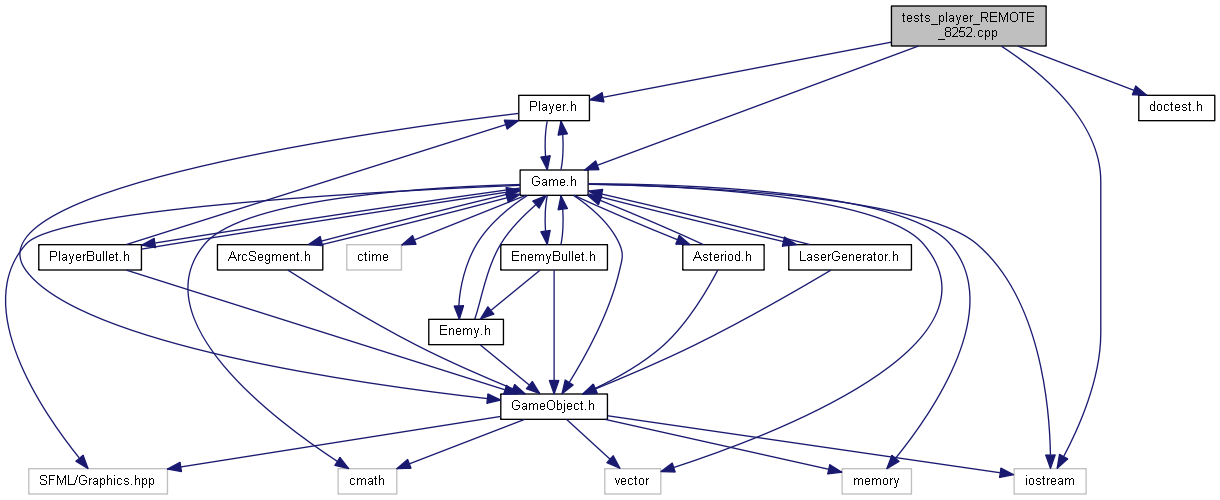 tests_player_REMOTE
_8252.cpp
Player.h
doctest.h
Game.h
PlayerBullet.h
ArcSegment.h
ctime
EnemyBullet.h
Asteriod.h
LaserGenerator.h
Enemy.h
GameObject.h
SFML/Graphics.hpp
cmath
vector
memory
iostream